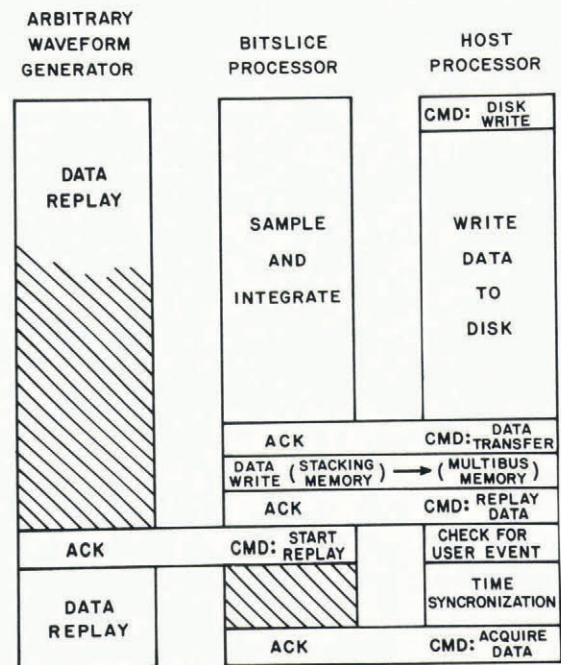 ARBITRARY
WAVEFORM
GENERATOR
BITSLICE
PROCESSOR
HOST
PROCESSOR
CMD: DISK
WRITE
DATA
REPLAY
SAMPLE
AND
INTEGRATE
WRITE
DATA
TO
DISK
ACK
CMD: DATA
TRANSFER
DATA
WRITE
(STACKING
MEMORY)
(MULTIBUS
MEMORY)
ACK
CMD: REPLAY
DATA
ACK
CMD: START
REPLAY
CHECK FOR
USER EVENT
DATA
REPLAY
TIME
SYNCRONIZATION
ACK
CMD: ACQUIRE
DATA